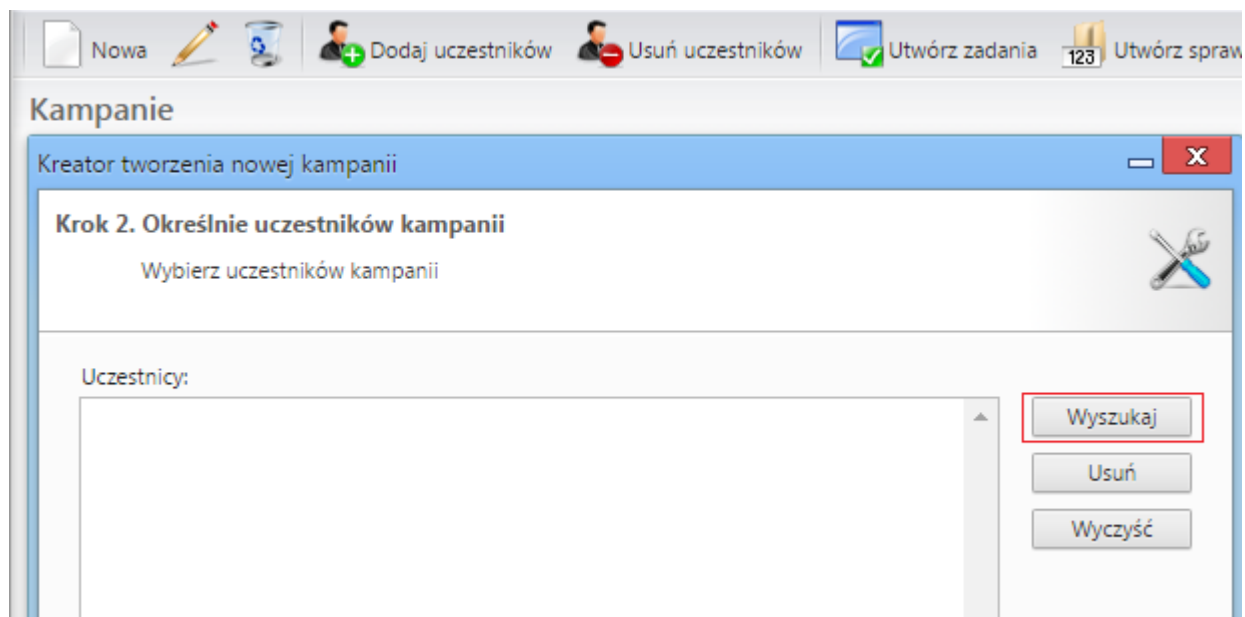 Nowa Dodaj uczestników Usuń uczestników Utwórz zadania 123 Utwórz spraw
Kampanie
Kreator tworzenia nowej kampanii
Krok 2. Określnie uczestników kampanii
Wybierz uczestników kampanii
Uczestnicy:
Wyszukaj
Usuń
Wyczyść